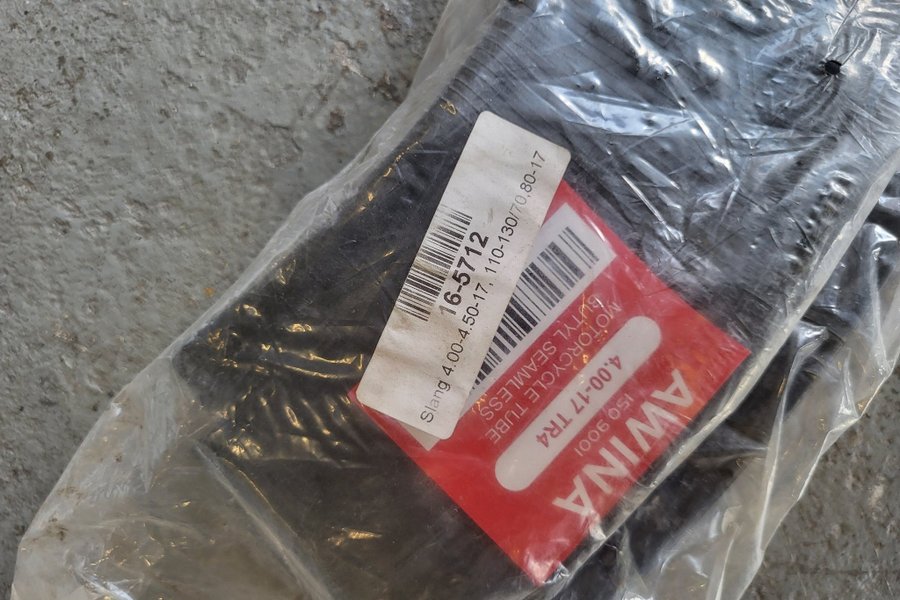 16-5712
Slang 4.00-4.50-17, 110-130/70,80-17
AWINA
ISO 9001
4.00-17 TR4
MOTORCYCLE TUBE
BUTYL SEAMLESS